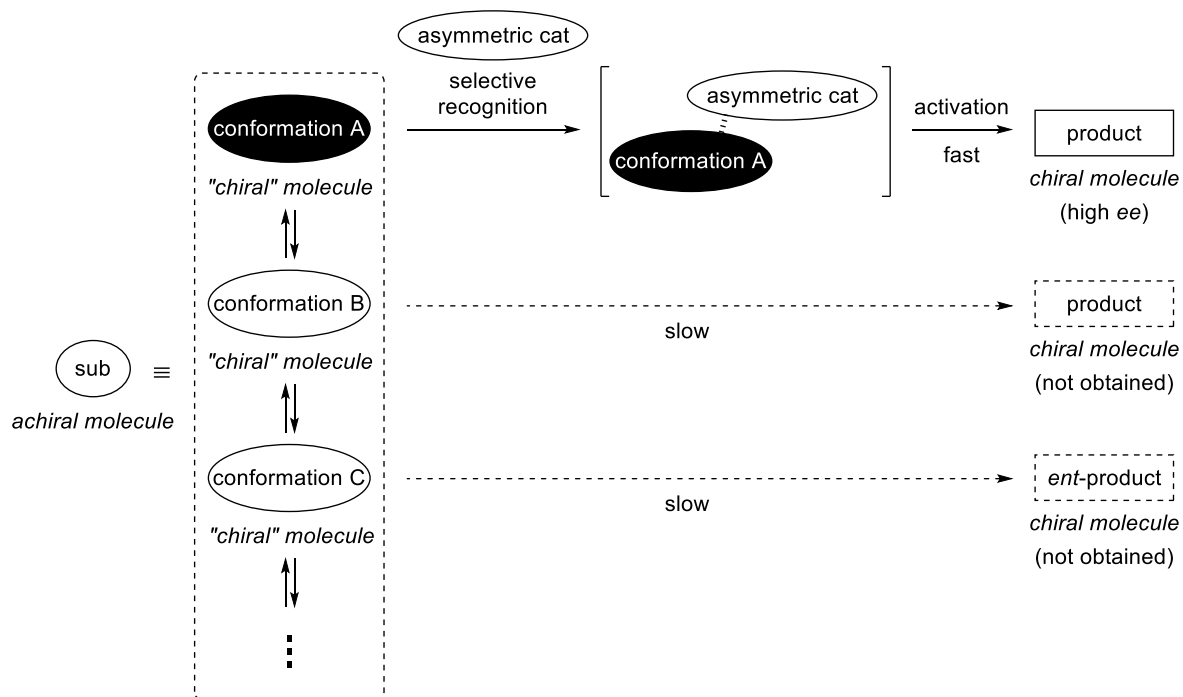 asymmetric cat
selective
recognition
conformation A
"chiral" molecule
asymmetric cat
conformation A
activation
fast
product
chiral molecule
(high ee)
conformation B
"chiral" molecule
slow
product
chiral molecule
(not obtained)
sub
≡
achiral molecule
conformation C
"chiral" molecule
slow
ent-product
chiral molecule
(not obtained)